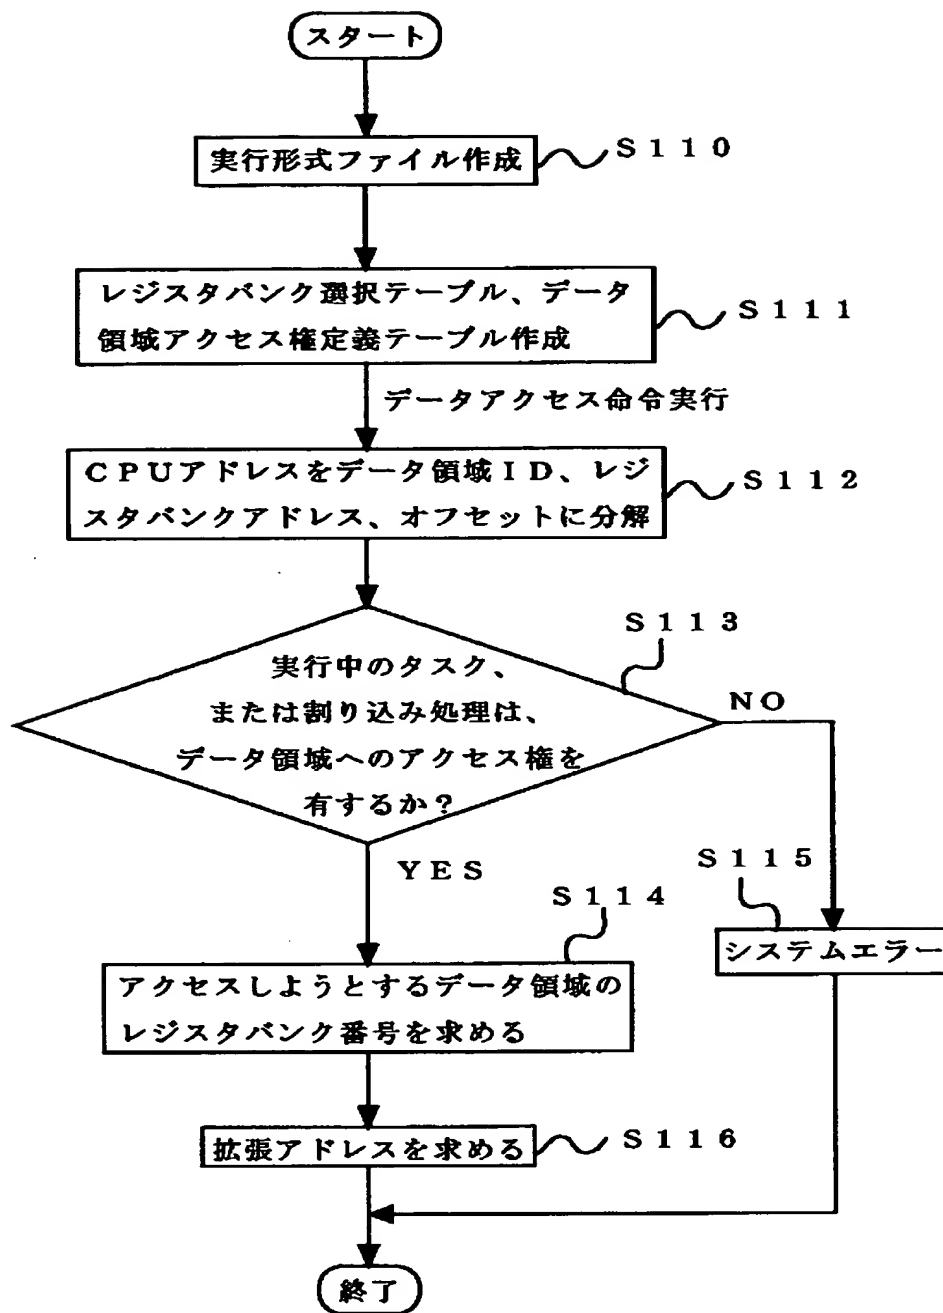 スタート
実行形式ファイル作成
S110
レジスタバンク選択テーブル、データ
領域アクセス権定義テーブル作成
S111
データアクセス命令実行
CPUアドレスをデータ領域ID、レジ
スタバンクアドレス、オフセットに分解
S112
S113
実行中のタスク、
または割り込み処理は、
データ領域へのアクセス権を
有するか?
NO
YES
S115
システムエラー
S114
アクセスしようとするデータ領域の
レジスタバンク番号を求める
拡張アドレスを求める
S116
終了